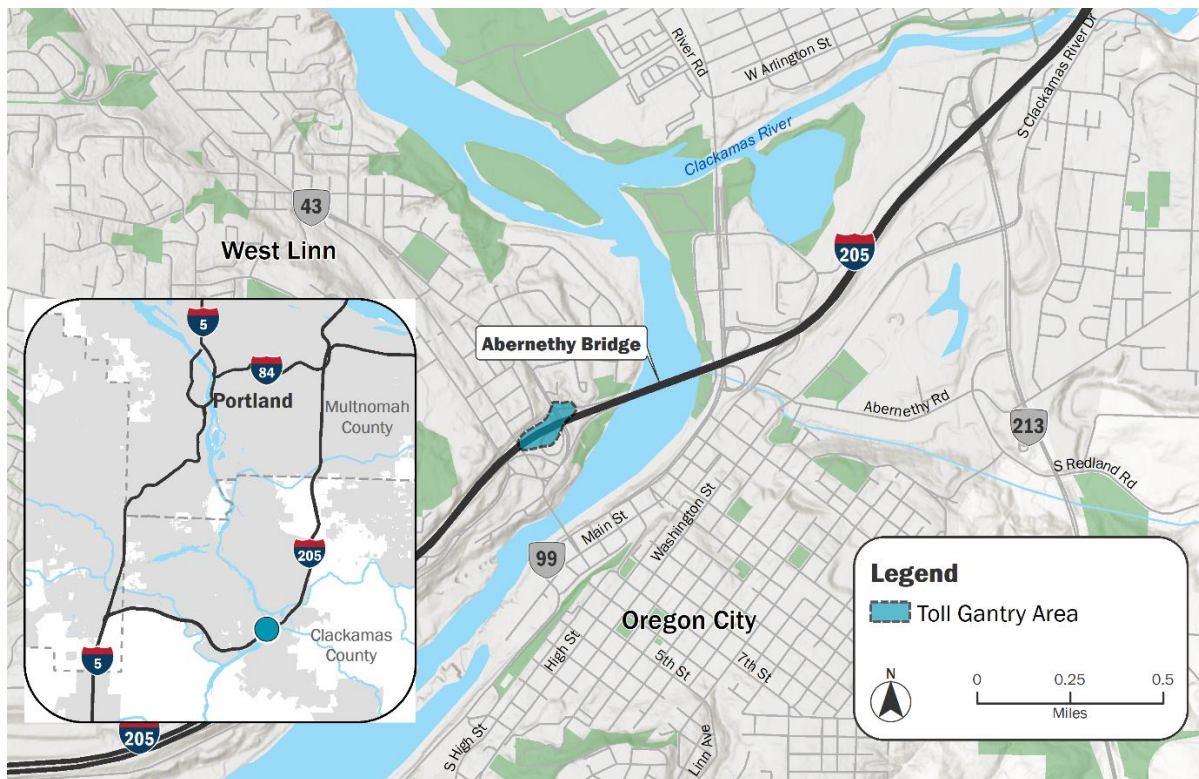 River Rd
W Arlington St
S Clackamas River Dr
Clackamas River
43
West Linn
205
Abernethy Bridge
5
84
Portland
Multnomah
County
205
Clackamas
County
5
205
Abernethy Rd
213
S Redland Rd
Main St
Washington St
99
Oregon City
High St
5th St
7th St
S High St
Linn Ave
Legend
Toll Gantry Area
N
0 0.25 0.5
Miles